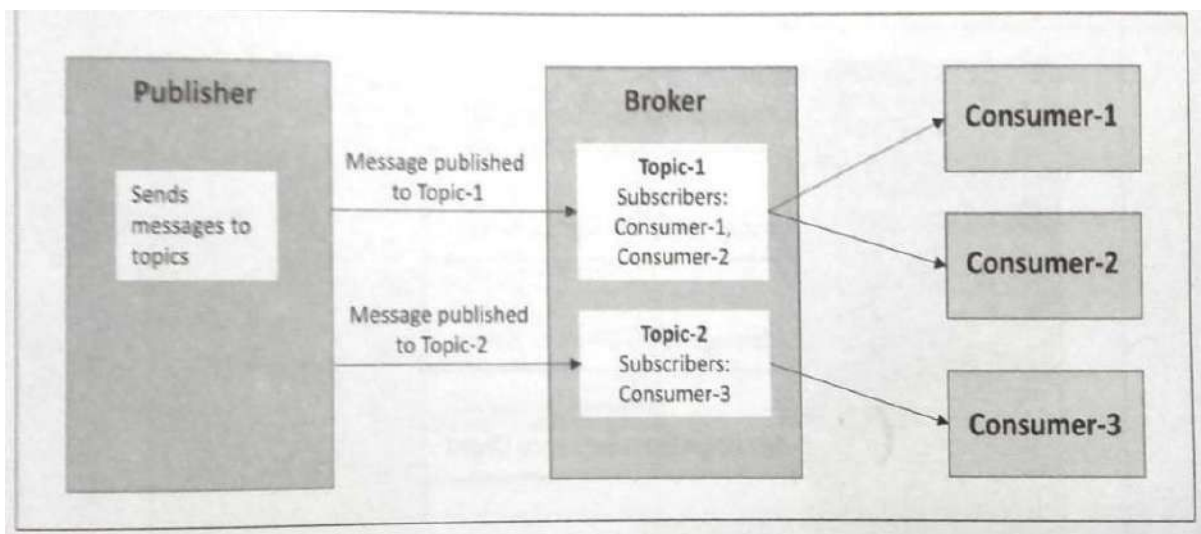 Publisher
Sends
messages to
topics
Message published
to Topic-1
Message published
to Topic-2
Broker
Topic-1
Subscribers:
Consumer-1,
Consumer-2
Topic-2
Subscribers:
Consumer-3
Consumer-1
Consumer-2
Consumer-3